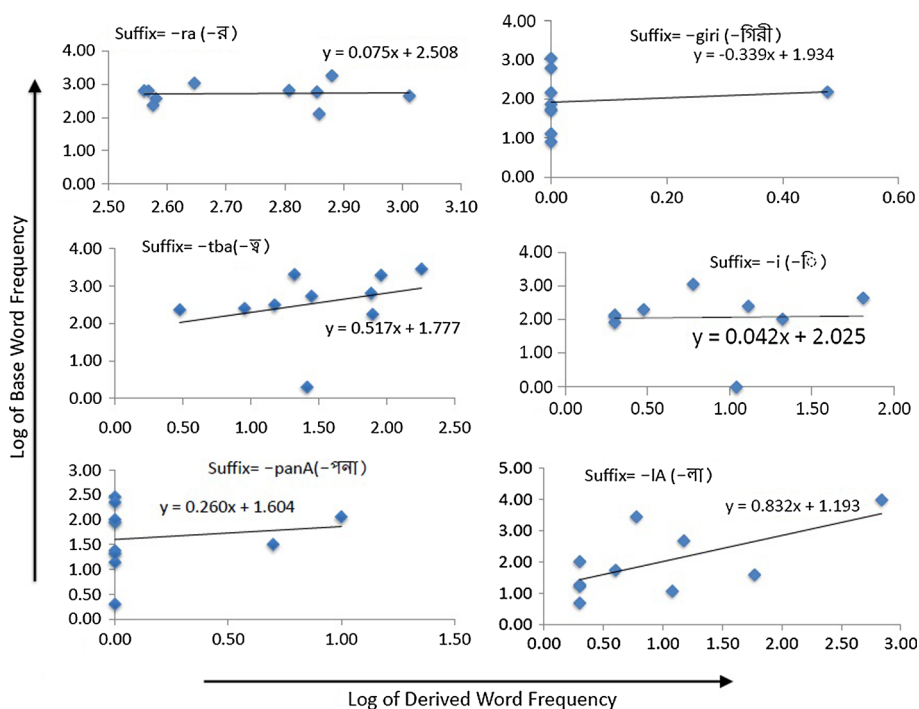 Suffix= −ra (−র)
y = 0.075x + 2.508
4.00
3.00
2.00
1.00
0.00
2.50 2.60 2.70 2.80 2.90 3.00 3.10
Suffix= −giri (−গিরী)
y = -0.339x + 1.934
4.00
3.00
2.00
1.00
0.00
0.00 0.20 0.40 0.60
Suffix= −tba(−ত্ব)
y = 0.517x + 1.777
4.00
3.00
2.00
1.00
0.00
0.00 0.50 1.00 1.50 2.00 2.50
Suffix= −i (−ি)
y = 0.042x + 2.025
4.00
3.00
2.00
1.00
0.00
0.00 0.50 1.00 1.50 2.00
Suffix= −panA(−পনা)
y = 0.260x + 1.604
3.00
2.50
2.00
1.50
1.00
0.50
0.00
0.00 0.50 1.00 1.50
Suffix= −lA (−লা)
y = 0.832x + 1.193
5.00
4.00
3.00
2.00
1.00
0.00
0.00 0.50 1.00 1.50 2.00 2.50 3.00
Log of Base Word Frequency
Log of Derived Word Frequency